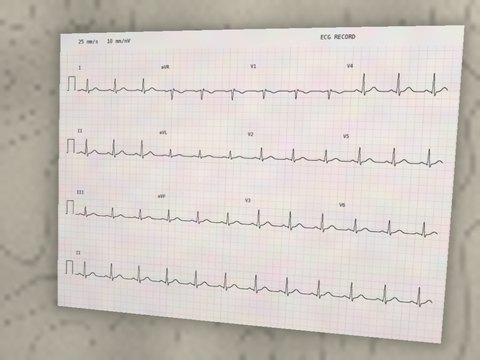 25 mm/s 10 mm/mV ECG RECORD
I aVR V1 V4
II aVL V2 V5
III aVF V3 V6
II